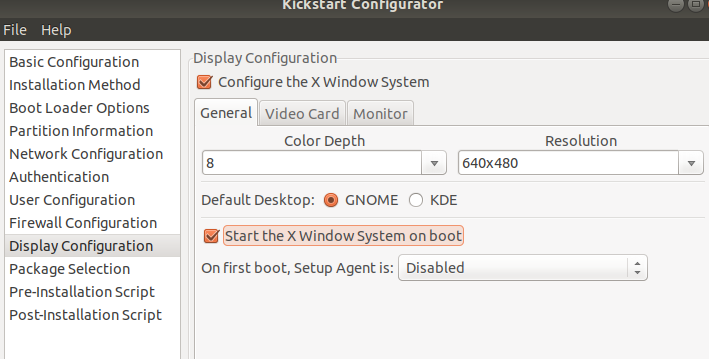 Kickstart Configurator
File Help
Basic Configuration
Installation Method
Boot Loader Options
Partition Information
Network Configuration
Authentication
User Configuration
Firewall Configuration
Display Configuration
Package Selection
Pre-Installation Script
Post-Installation Script
Display Configuration
Configure the X Window System
General Video Card Monitor
Color Depth Resolution
8 640x480
Default Desktop: GNOME KDE
Start the X Window System on boot
On first boot, Setup Agent is: Disabled